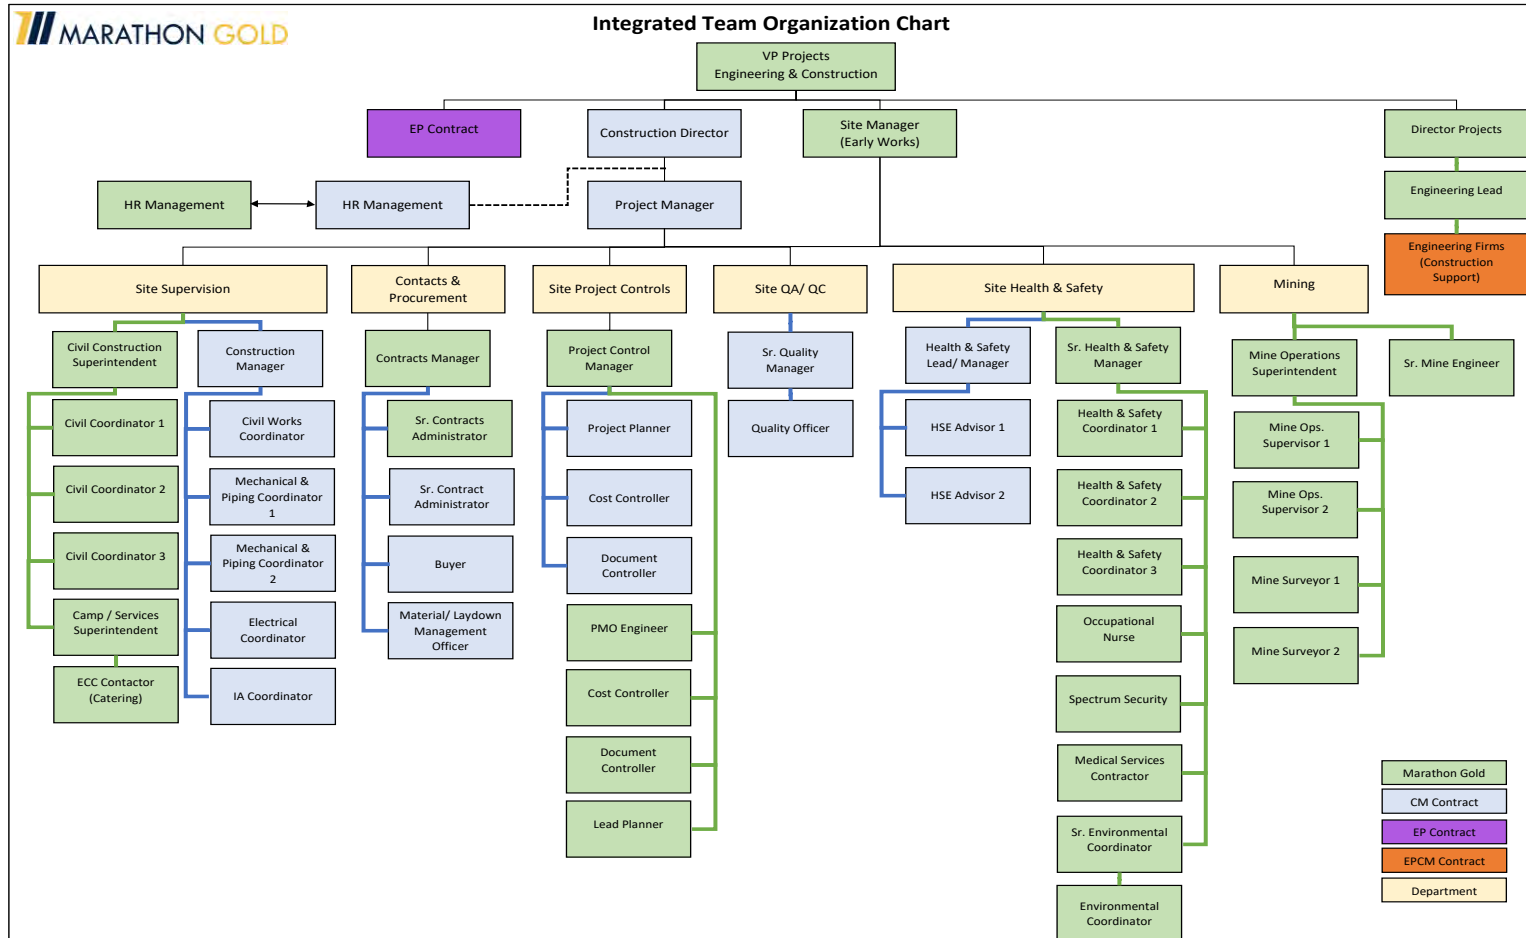 MARATHON GOLD
Integrated Team Organization Chart
VP Projects
Engineering & Construction
EP Contract
Construction Director
Site Manager
(Early Works)
Director Projects
HR Management
HR Management
Project Manager
Engineering Lead
Engineering Firms
(Construction
Support)
Site Supervision
Contacts &
Procurement
Site Project Controls
Site QA/ QC
Site Health & Safety
Mining
Civil Construction
Superintendent
Construction
Manager
Contracts Manager
Project Control
Manager
Sr. Quality
Manager
Health & Safety
Lead/ Manager
Sr. Health & Safety
Manager
Mine Operations
Superintendent
Sr. Mine Engineer
Civil Coordinator 1
Civil Works
Coordinator
Sr. Contracts
Administrator
Project Planner
Quality Officer
HSE Advisor 1
Health & Safety
Coordinator 1
Mine Ops.
Supervisor 1
Civil Coordinator 2
Mechanical &
Piping Coordinator
1
Sr. Contract
Administrator
Cost Controller
HSE Advisor 2
Health & Safety
Coordinator 2
Mine Ops.
Supervisor 2
Civil Coordinator 3
Mechanical &
Piping Coordinator
2
Buyer
Document
Controller
Health & Safety
Coordinator 3
Mine Surveyor 1
Camp / Services
Superintendent
Electrical
Coordinator
Material/ Laydown
Management
Officer
PMO Engineer
Occupational
Nurse
Mine Surveyor 2
ECC Contactor
(Catering)
IA Coordinator
Cost Controller
Spectrum Security
Document
Controller
Medical Services
Contractor
Lead Planner
Sr. Environmental
Coordinator
Environmental
Coordinator
Marathon Gold
CM Contract
EP Contract
EPCM Contract
Department